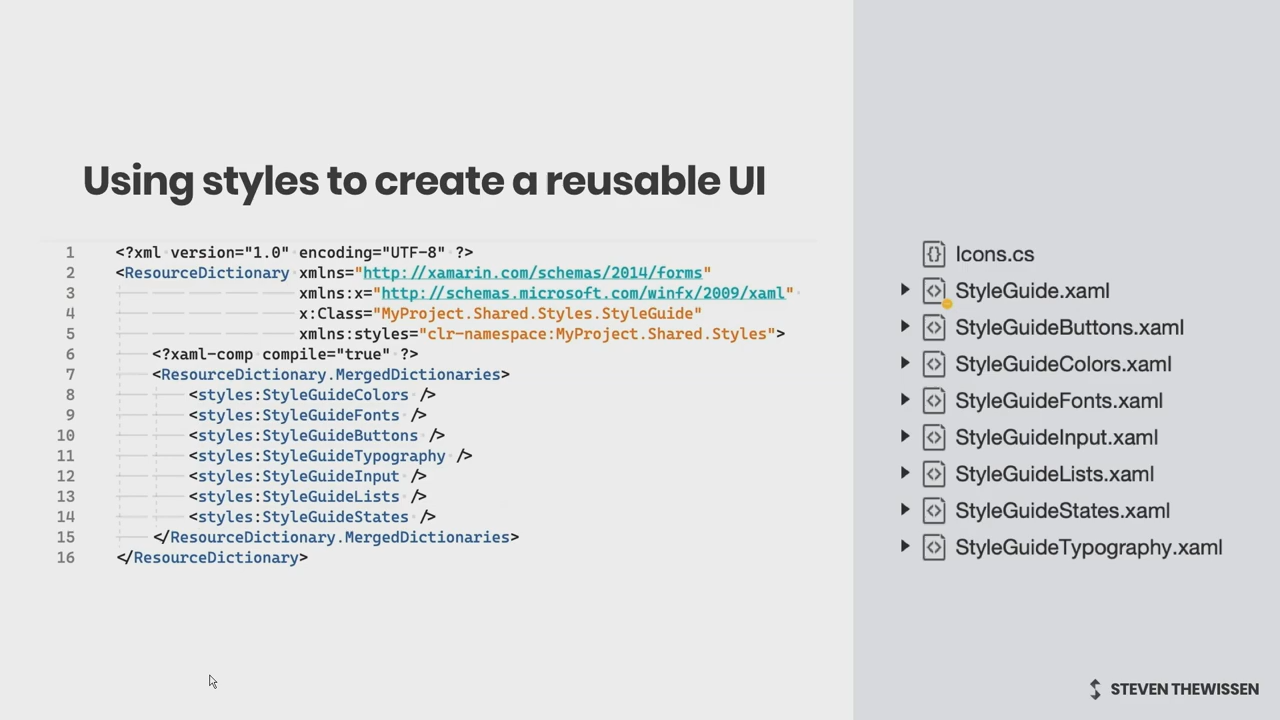 Using styles to create a reusable UI
1 <?xml version="1.0" encoding="UTF-8" ?>
2 <ResourceDictionary xmlns="http://xamarin.com/schemas/2014/forms"
3 xmlns:x="http://schemas.microsoft.com/winfx/2009/xaml"
4 x:Class="MyProject.Shared.Styles.StyleGuide"
5 xmlns:styles="clr-namespace:MyProject.Shared.Styles">
6 <?xaml-comp compile="true" ?>
7 <ResourceDictionary.MergedDictionaries>
8 <styles:StyleGuideColors />
9 <styles:StyleGuideFonts />
10 <styles:StyleGuideButtons />
11 <styles:StyleGuideTypography />
12 <styles:StyleGuideInput />
13 <styles:StyleGuideLists />
14 <styles:StyleGuideStates />
15 </ResourceDictionary.MergedDictionaries>
16 </ResourceDictionary>
Icons.cs
StyleGuide.xaml
StyleGuideButtons.xaml
StyleGuideColors.xaml
StyleGuideFonts.xaml
StyleGuideInput.xaml
StyleGuideLists.xaml
StyleGuideStates.xaml
StyleGuideTypography.xaml
STEVEN THEWISSEN